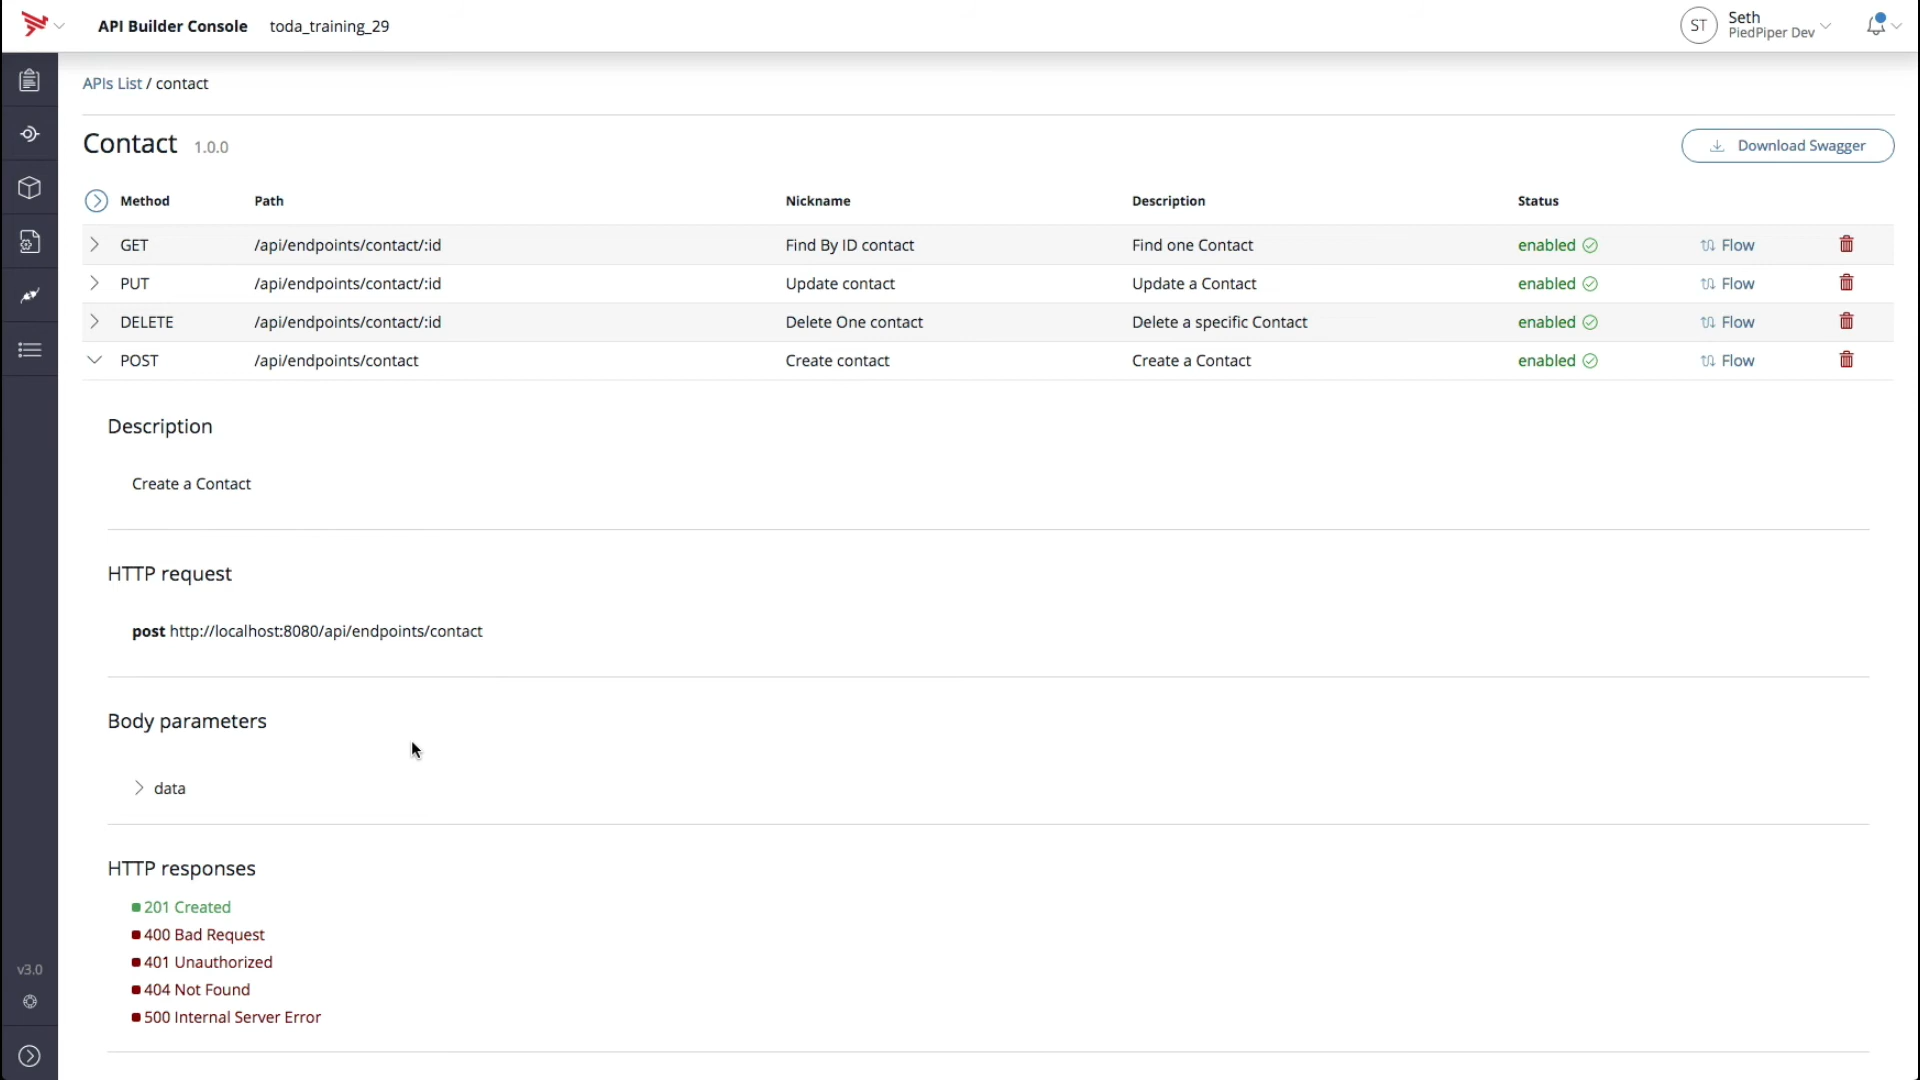 API Builder Console toda_training_29
ST Seth
PiedPiper Dev
APIs List / contact
Contact 1.0.0
Download Swagger
Method Path Nickname Description Status
GET /api/endpoints/contact/:id Find By ID contact Find one Contact enabled Flow
PUT /api/endpoints/contact/:id Update contact Update a Contact enabled Flow
DELETE /api/endpoints/contact/:id Delete One contact Delete a specific Contact enabled Flow
POST /api/endpoints/contact Create contact Create a Contact enabled Flow
Description
Create a Contact
HTTP request
post http://localhost:8080/api/endpoints/contact
Body parameters
data
HTTP responses
201 Created
400 Bad Request
401 Unauthorized
404 Not Found
500 Internal Server Error
v3.0